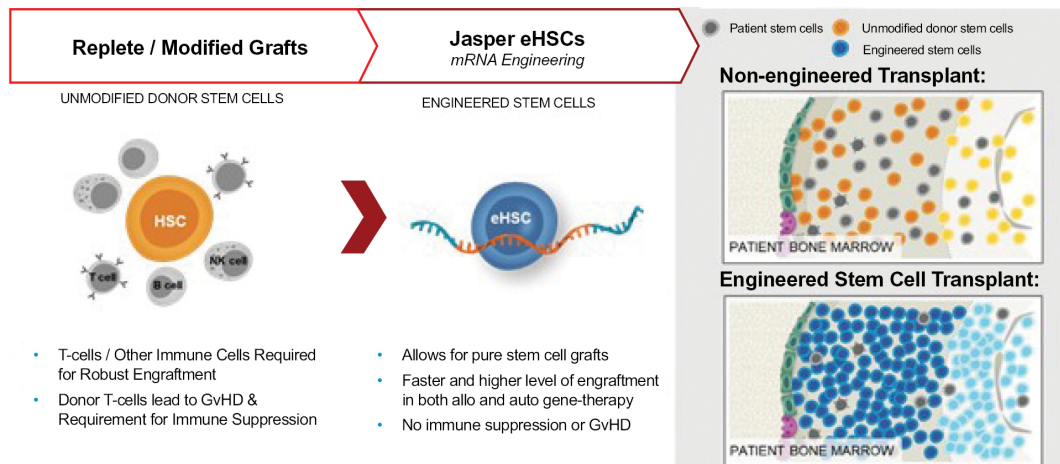 Replete / Modified Grafts
Jasper eHSCs
mRNA Engineering
UNMODIFIED DONOR STEM CELLS
HSC
T cell
B cell
NK cell
ENGINEERED STEM CELLS
eHSC
• T-cells / Other Immune Cells Required
for Robust Engraftment
• Donor T-cells lead to GvHD &
Requirement for Immune Suppression
• Allows for pure stem cell grafts
• Faster and higher level of engraftment
in both allo and auto gene-therapy
• No immune suppression or GvHD
Patient stem cells
Unmodified donor stem cells
Engineered stem cells
Non-engineered Transplant:
PATIENT BONE MARROW
Engineered Stem Cell Transplant:
PATIENT BONE MARROW